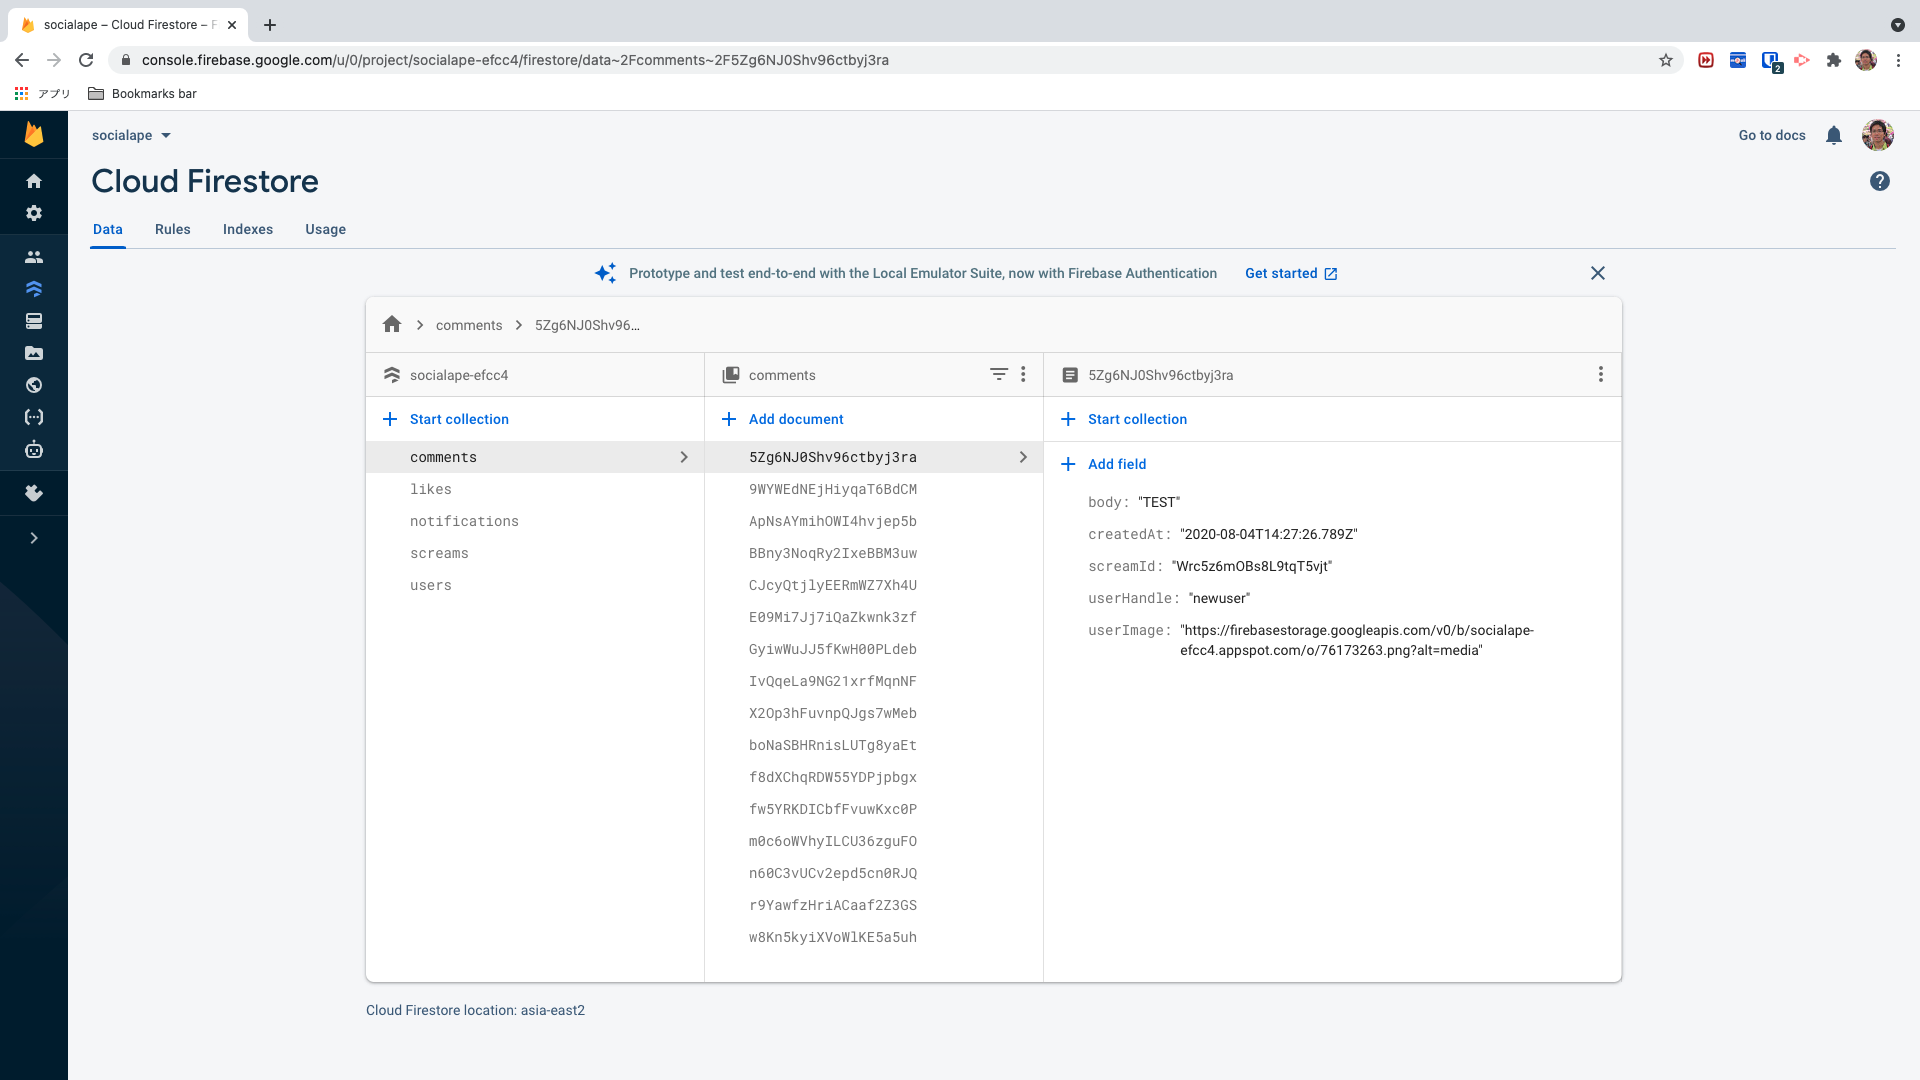 socialape – Cloud Firestore – F
console.firebase.google.com/u/0/project/socialape-efcc4/firestore/data~2Fcomments~2F5Zg6NJ0Shv96ctbyj3ra
2
アプリ
Bookmarks bar
socialape
Go to docs
Cloud Firestore
Data
Rules
Indexes
Usage
Prototype and test end-to-end with the Local Emulator Suite, now with Firebase Authentication
Get started
comments
5Zg6NJ0Shv96...
socialape-efcc4
Start collection
comments
likes
notifications
screams
users
comments
Add document
5Zg6NJ0Shv96ctbyj3ra
9WYWEdNEjHiyqaT6BdCM
ApNsAYmihOWI4hvjep5b
BBny3NoqRy2IxeBBM3uw
CJcyQtjlyEERmWZ7Xh4U
E09Mi7Jj7iQaZkwnk3zf
GyiwWuJJ5fKwH00PLdeb
IvQqeLa9NG21xrfMqnNF
X2Op3hFuvnpQJgs7wMeb
boNaSBHRnisLUTg8yaEt
f8dXChqRDW55YDPjpbgx
fw5YRKDICbfFvuwKxc0P
m0c6oWVhyILCU36zguFO
n60C3vUCv2epd5cn0RJQ
r9YawfzHriACaaf2Z3GS
w8Kn5kyiXVoWlKE5a5uh
5Zg6NJ0Shv96ctbyj3ra
Start collection
Add field
body: "TEST"
createdAt: "2020-08-04T14:27:26.789Z"
screamId: "Wrc5z6mOBs8L9tqT5vjt"
userHandle: "newuser"
userImage: "https://firebasestorage.googleapis.com/v0/b/socialape-
efcc4.appspot.com/o/76173263.png?alt=media"
Cloud Firestore location: asia-east2